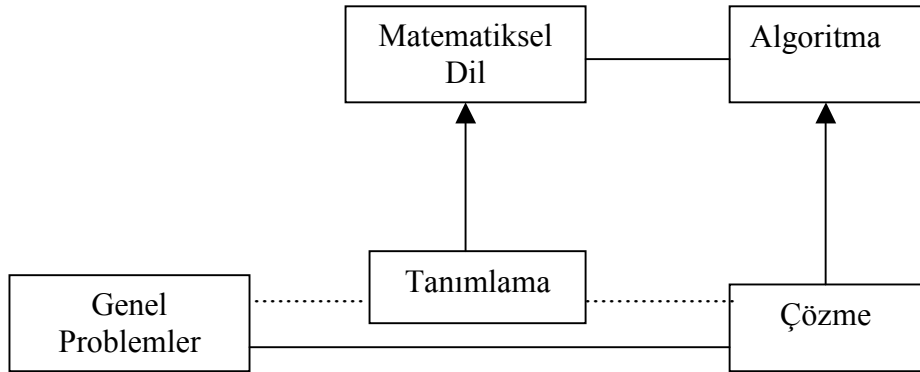 Matematiksel
Dil
Algoritma
Tanımlama
Genel
Problemler
Çözme